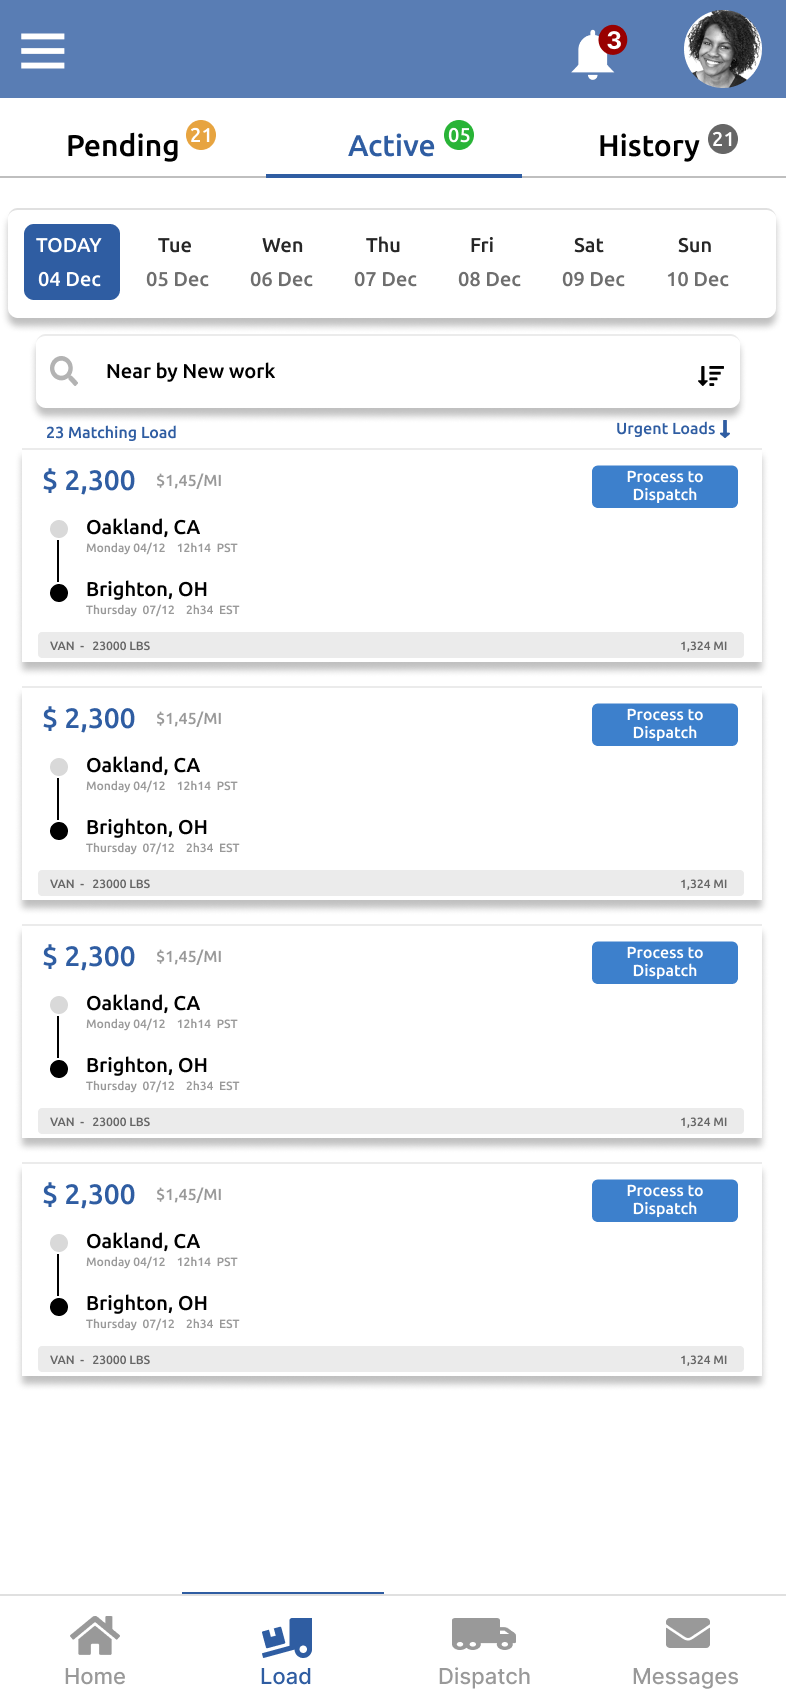 3
Pending 21 Active 05 History 21
TODAY Tue Wen Thu Fri Sat Sun
04 Dec 05 Dec 06 Dec 07 Dec 08 Dec 09 Dec 10 Dec
Near by New work
23 Matching Load Urgent Loads
$ 2,300 $1,45/MI Process to
Dispatch
Oakland, CA
Monday 04/12 12h14 PST
Brighton, OH
Thursday 07/12 2h34 EST
VAN - 23000 LBS 1,324 MI
$ 2,300 $1,45/MI Process to
Dispatch
Oakland, CA
Monday 04/12 12h14 PST
Brighton, OH
Thursday 07/12 2h34 EST
VAN - 23000 LBS 1,324 MI
$ 2,300 $1,45/MI Process to
Dispatch
Oakland, CA
Monday 04/12 12h14 PST
Brighton, OH
Thursday 07/12 2h34 EST
VAN - 23000 LBS 1,324 MI
$ 2,300 $1,45/MI Process to
Dispatch
Oakland, CA
Monday 04/12 12h14 PST
Brighton, OH
Thursday 07/12 2h34 EST
VAN - 23000 LBS 1,324 MI
Home Load Dispatch Messages